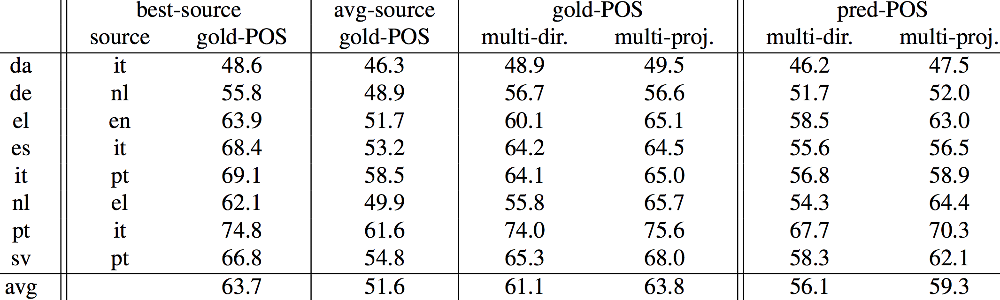 best-source avg-source gold-POS pred-POS
source gold-POS gold-POS multi-dir. multi-proj. multi-dir. multi-proj.
da it 48.6 46.3 48.9 49.5 46.2 47.5
de nl 55.8 48.9 56.7 56.6 51.7 52.0
el en 63.9 51.7 60.1 65.1 58.5 63.0
es it 68.4 53.2 64.2 64.5 55.6 56.5
it pt 69.1 58.5 64.1 65.0 56.8 58.9
nl el 62.1 49.9 55.8 65.7 54.3 64.4
pt it 74.8 61.6 74.0 75.6 67.7 70.3
sv pt 66.8 54.8 65.3 68.0 58.3 62.1
avg 63.7 51.6 61.1 63.8 56.1 59.3